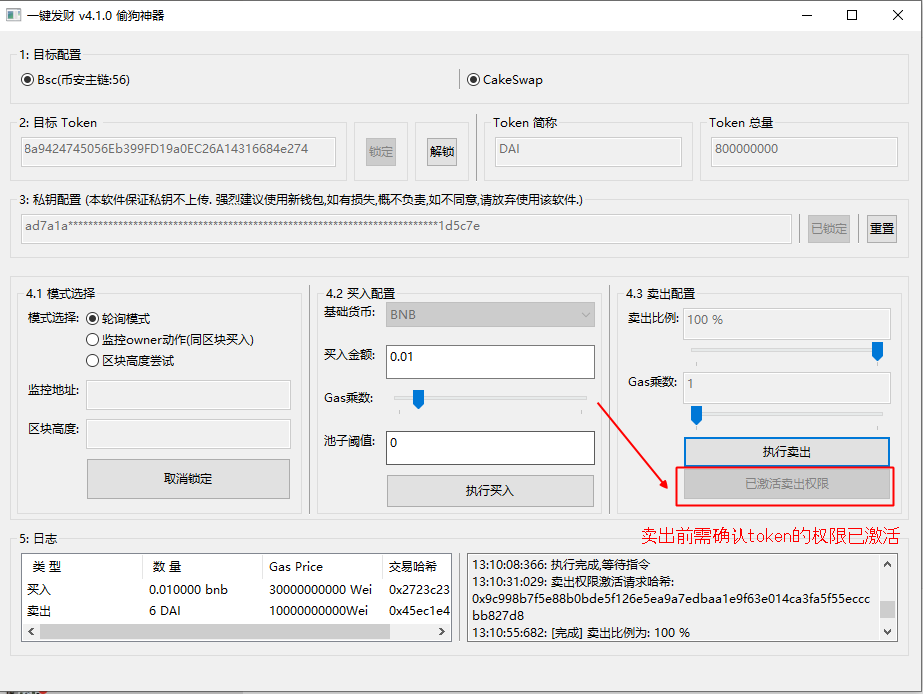 一键发财 v4.1.0 偷狗神器
1: 目标配置
Bsc(币安主链:56)
CakeSwap
2: 目标 Token
8a9424745056Eb399FD19a0EC26A14316684e274
锁定
解锁
Token 简称
DAI
Token 总量
800000000
3: 私钥配置 (本软件保证私钥不上传. 强烈建议使用新钱包,如有损失,概不负责,如不同意,请放弃使用该软件.)
ad7a1a****************************************************************************1d5c7e
已锁定
重置
4.1 模式选择
模式选择:
轮询模式
监控owner动作(同区块买入)
区块高度尝试
监控地址:
区块高度:
取消锁定
4.2 买入配置
基础货币:
BNB
买入金额:
0.01
Gas乘数:
池子阈值:
0
执行买入
4.3 卖出配置
卖出比例:
100 %
Gas乘数:
1
执行卖出
已激活卖出权限
卖出前需确认token的权限已激活
5: 日志
类 型 数 量 Gas Price 交易哈希
买入 0.010000 bnb 30000000000 Wei 0x2723c23
卖出 6 DAI 10000000000Wei 0x45ec1e4
13:10:08:366: 执行完成,等待指令
13:10:31:029: 卖出权限激活请求哈希:
0x9c998b7f5e88b0bde5f126e5ea9a7edbaa1e9f63e014ca3fa5f55eccc
bb827d8
13:10:55:682: [完成] 卖出比例为: 100 %